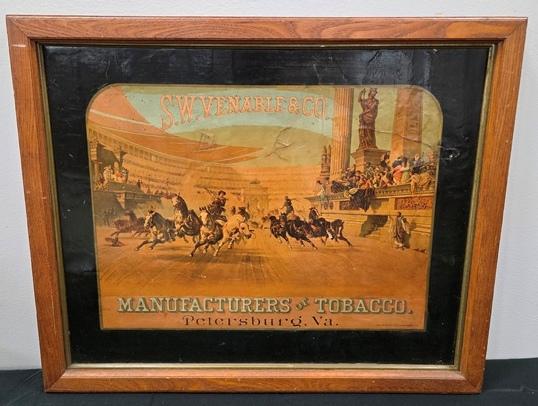 S.W. VENABLE & CO.
MANUFACTURERS OF TOBACCO.
Petersburg, Va.